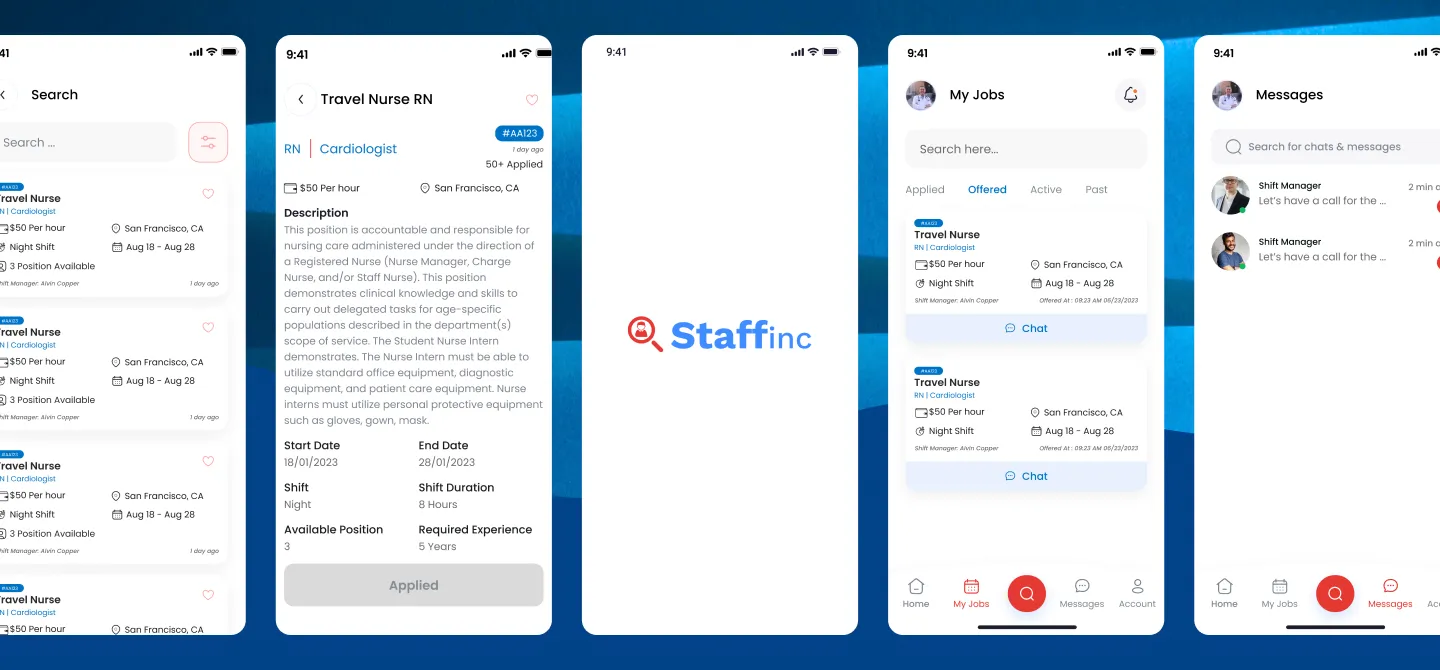 41
Search
Search ...
#AA123
Travel Nurse
RN | Cardiologist
$50 Per hour
San Francisco, CA
Night Shift
Aug 18 - Aug 28
3 Position Available
Shift Manager: Alvin Copper
1 day ago
#AA123
Travel Nurse
RN | Cardiologist
$50 Per hour
San Francisco, CA
Night Shift
Aug 18 - Aug 28
3 Position Available
Shift Manager: Alvin Copper
1 day ago
#AA123
Travel Nurse
RN | Cardiologist
$50 Per hour
San Francisco, CA
Night Shift
Aug 18 - Aug 28
3 Position Available
Shift Manager: Alvin Copper
1 day ago
#AA123
Travel Nurse
RN | Cardiologist
$50 Per hour
San Francisco, CA
9:41
Travel Nurse RN
#AA123
RN | Cardiologist
1 day ago
50+ Applied
$50 Per hour
San Francisco, CA
Description
This position is accountable and responsible for
nursing care administered under the direction of
a Registered Nurse (Nurse Manager, Charge
Nurse, and/or Staff Nurse). This position
demonstrates clinical knowledge and skills to
carry out delegated tasks for age-specific
populations described in the department(s)
scope of service. The Student Nurse Intern
demonstrates. The Nurse Intern must be able to
utilize standard office equipment, diagnostic
equipment, and patient care equipment. Nurse
interns must utilize personal protective equipment
such as gloves, gown, mask.
Start Date
End Date
18/01/2023
28/01/2023
Shift
Shift Duration
Night
8 Hours
Available Position
Required Experience
3
5 Years
Applied
9:41
Staffinc
9:41
My Jobs
Search here...
Applied
Offered
Active
Past
#AA123
Travel Nurse
RN | Cardiologist
$50 Per hour
San Francisco, CA
Night Shift
Aug 18 - Aug 28
Shift Manager: Alvin Copper
Offered At : 09:23 AM 06/23/2023
Chat
#AA123
Travel Nurse
RN | Cardiologist
$50 Per hour
San Francisco, CA
Night Shift
Aug 18 - Aug 28
Shift Manager: Alvin Copper
Offered At : 09:23 AM 06/23/2023
Chat
Home
My Jobs
Messages
Account
9:41
Messages
Search for chats & messages
Shift Manager
2 min a
Let's have a call for the ...
Shift Manager
2 min a
Let's have a call for the ...
Home
My Jobs
Messages
Ac